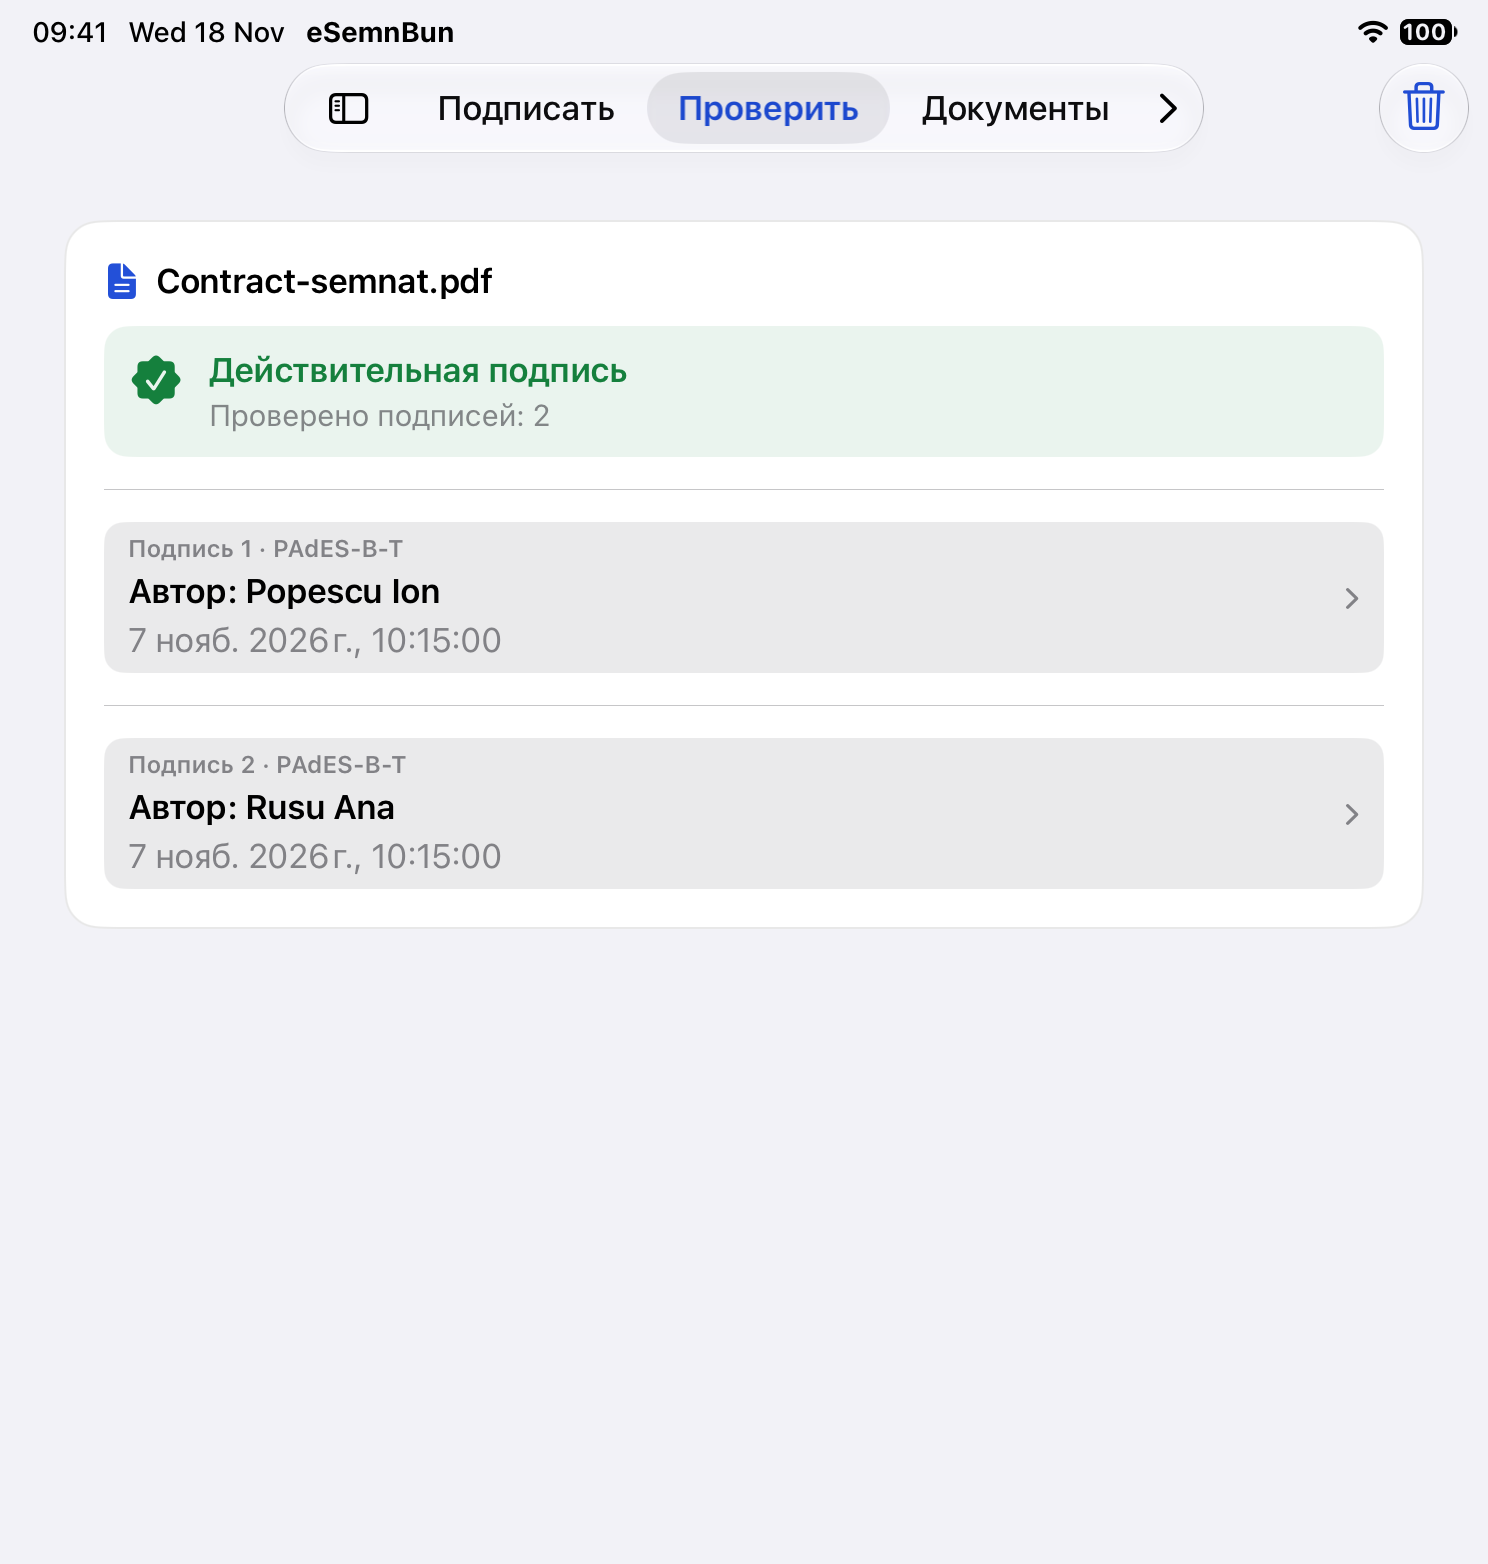 09:41 Wed 18 Nov eSemnBun 100
Подписать Проверить Документы
Contract-semnat.pdf
Действительная подпись
Проверено подписей: 2
Подпись 1 · PAdES-B-T
Автор: Popescu Ion
7 нояб. 2026 г., 10:15:00
Подпись 2 · PAdES-B-T
Автор: Rusu Ana
7 нояб. 2026 г., 10:15:00